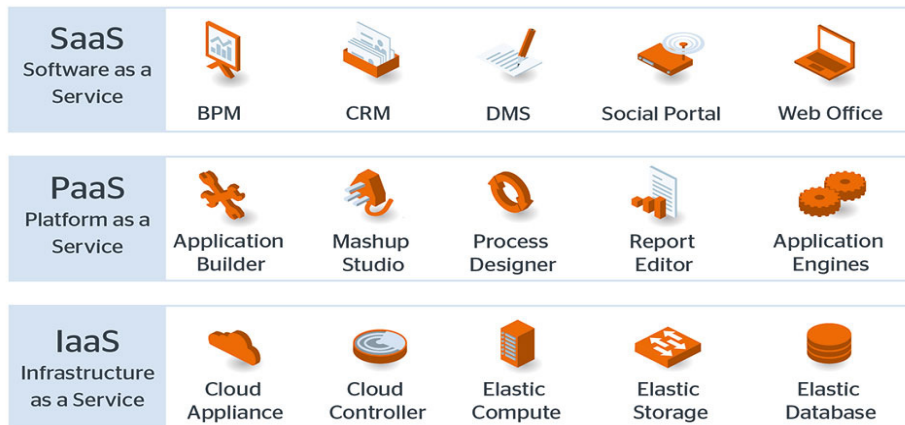 SaaS
Software as a
Service
BPM
CRM
DMS
Social Portal
Web Office
PaaS
Platform as a
Service
Application
Builder
Mashup
Studio
Process
Designer
Report
Editor
Application
Engines
IaaS
Infrastructure
as a Service
Cloud
Appliance
Cloud
Controller
Elastic
Compute
Elastic
Storage
Elastic
Database